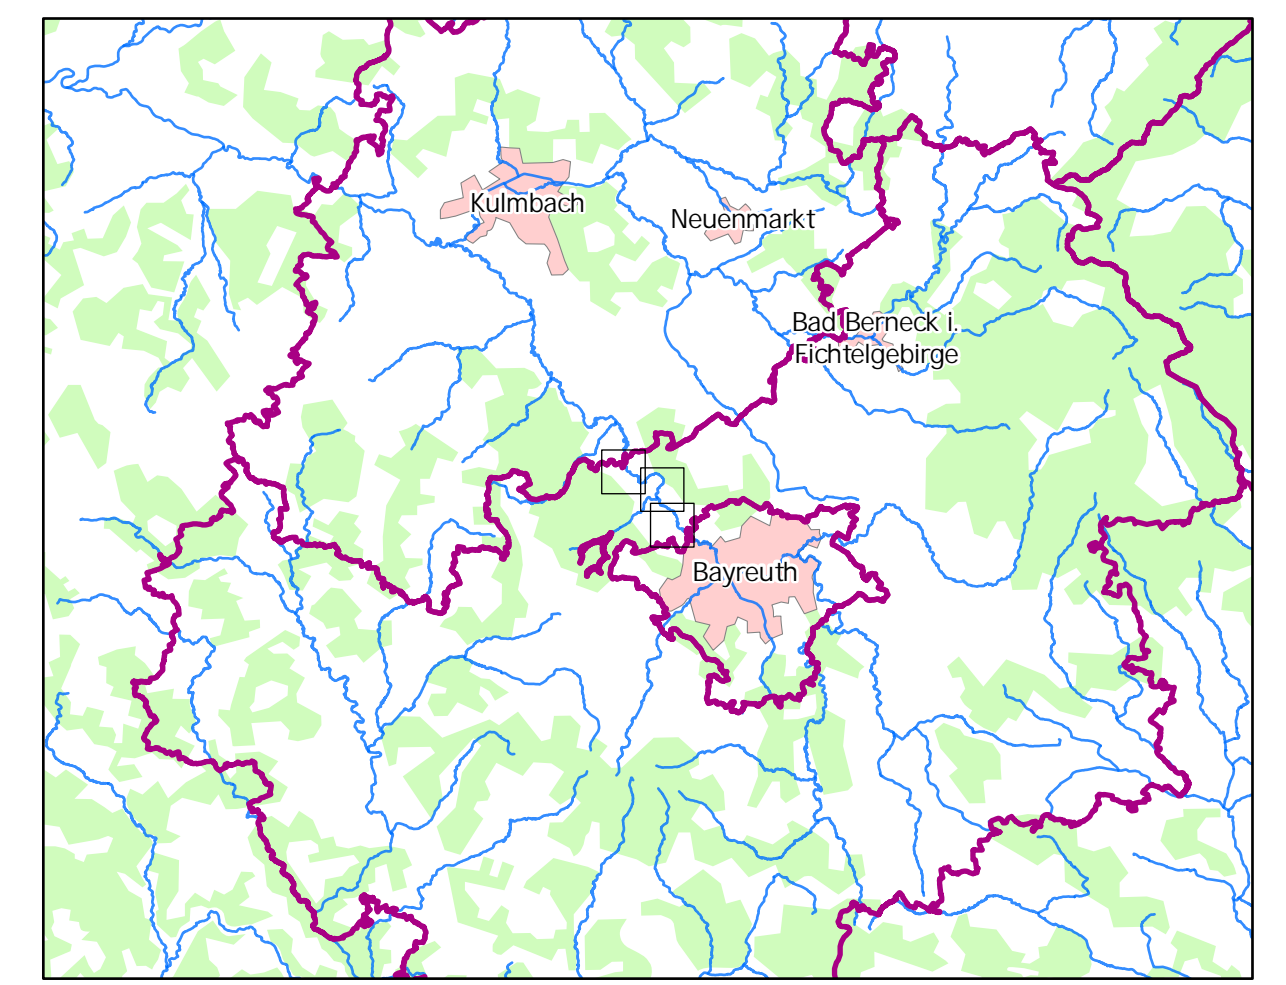 Kulmbach
Neuenmarkt
Bad Berneck i.
Fichtelgebirge
Bayreuth